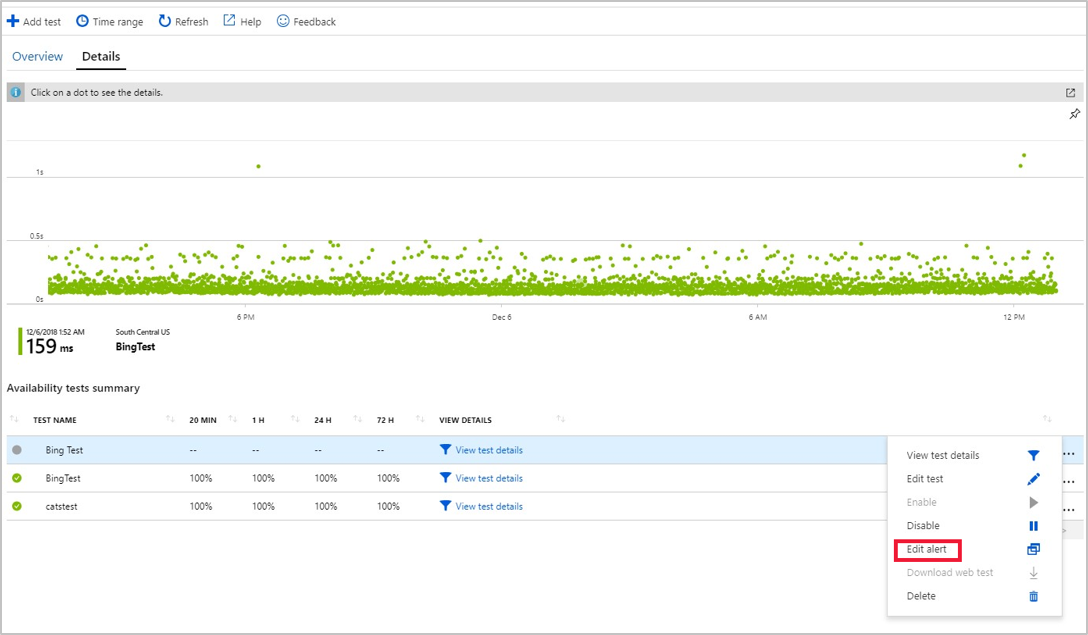 Add test Time range Refresh Help Feedback
Overview Details
Click on a dot to see the details.
1s
0.5s
0s
6 PM Dec 6 6 AM 12 PM
12/6/2018 1:52 AM South Central US
159 ms BingTest
Availability tests summary
TEST NAME 20 MIN 1 H 24 H 72 H VIEW DETAILS
Bing Test -- -- -- -- View test details
BingTest 100% 100% 100% 100% View test details
catstest 100% 100% 100% 100% View test details
View test details
Edit test
Enable
Disable
Edit alert
Download web test
Delete